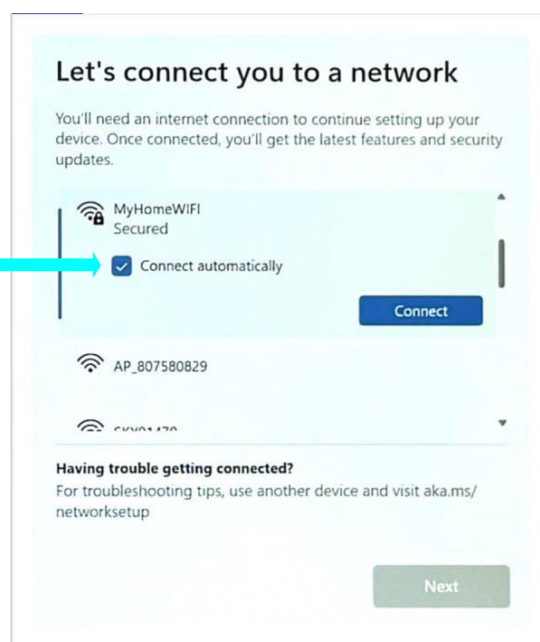 Let's connect you to a network
You'll need an internet connection to continue setting up your
device. Once connected, you'll get the latest features and security
updates.
MyHomeWIFI
Secured
Connect automatically
Connect
AP_807580829
Having trouble getting connected?
For troubleshooting tips, use another device and visit aka.ms/
networksetup
Next